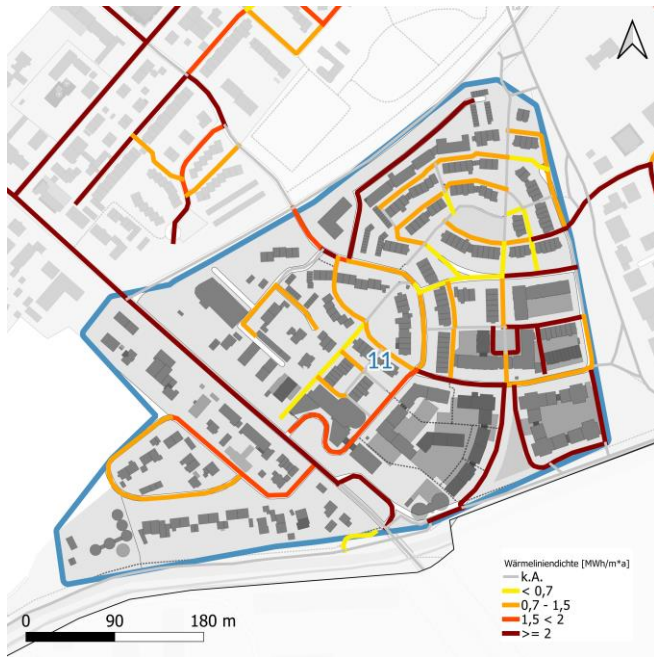 11
Wärmeliniendichte [MWh/m*a]
k.A.
< 0,7
0,7 - 1,5
1,5 < 2
>= 2
0 90 180 m